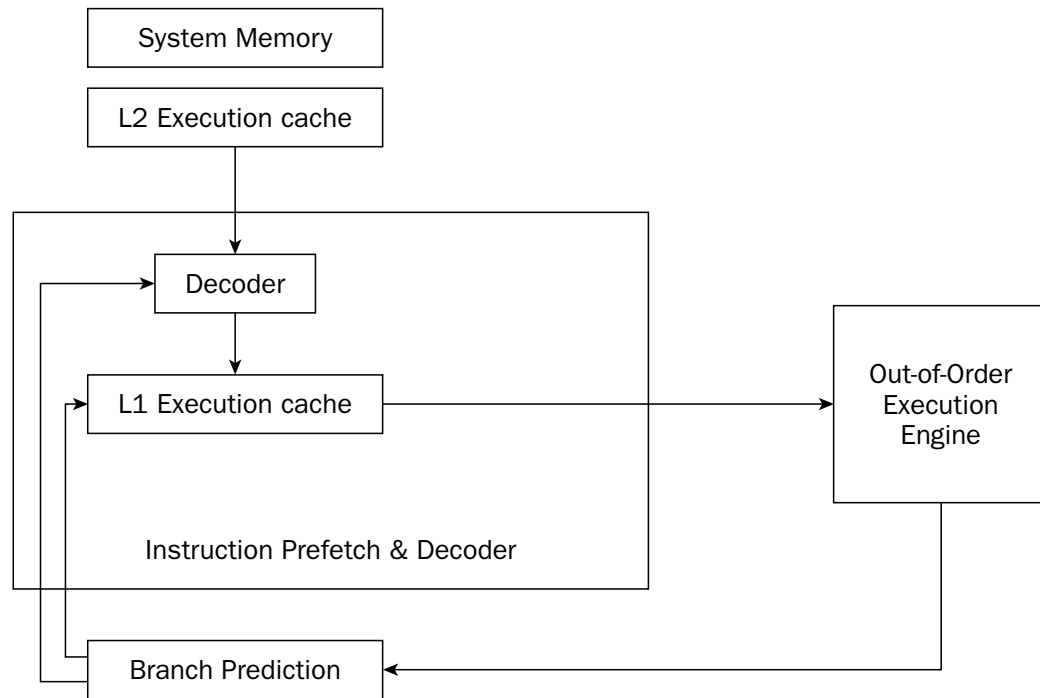 System Memory
L2 Execution cache
Decoder
L1 Execution cache
Out-of-Order
Execution
Engine
Instruction Prefetch & Decoder
Branch Prediction